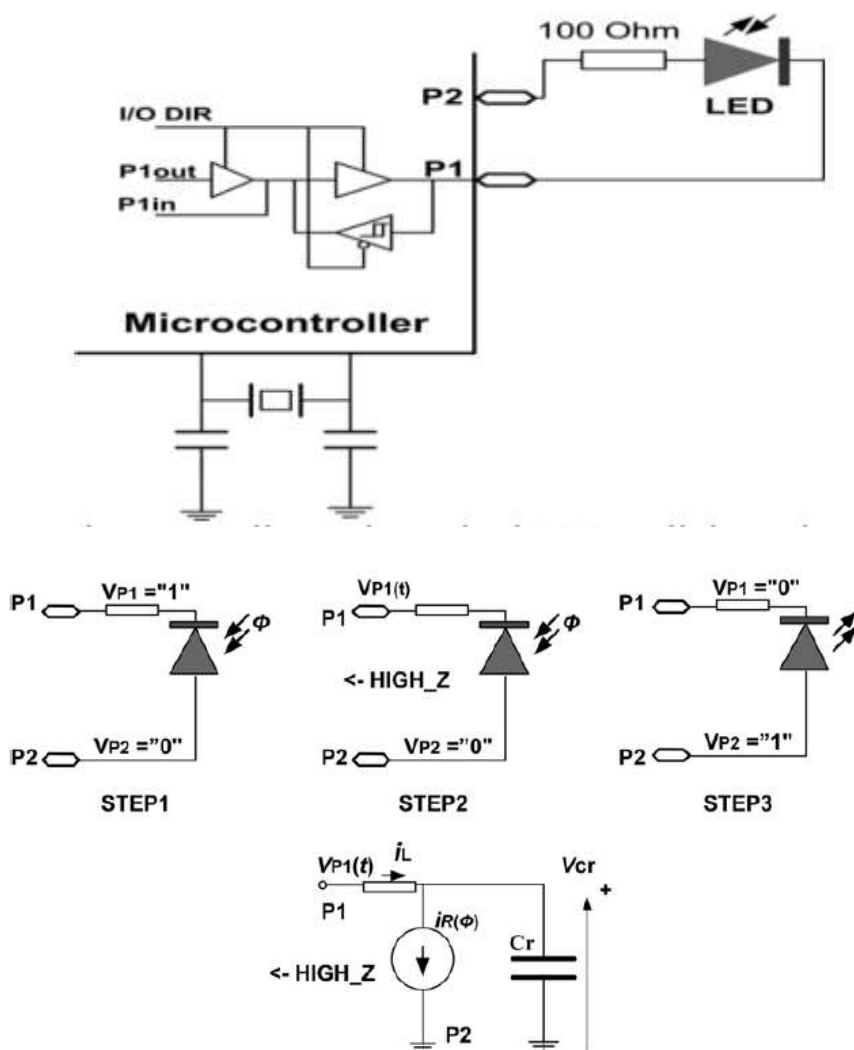 100 Ohm
P2
LED
I/O DIR
P1out
P1
P1in
Microcontroller
P1
VP1 ="1"
Φ
P2
VP2 ="0"
STEP1
VP1(t)
P1
Φ
<- HIGH_Z
P2
VP2 ="0"
STEP2
VP1 ="0"
P1
P2
VP2 ="1"
STEP3
VP1(t)
iL
Vcr
+
P1
iR(Φ)
Cr
<- HIGH_Z
P2